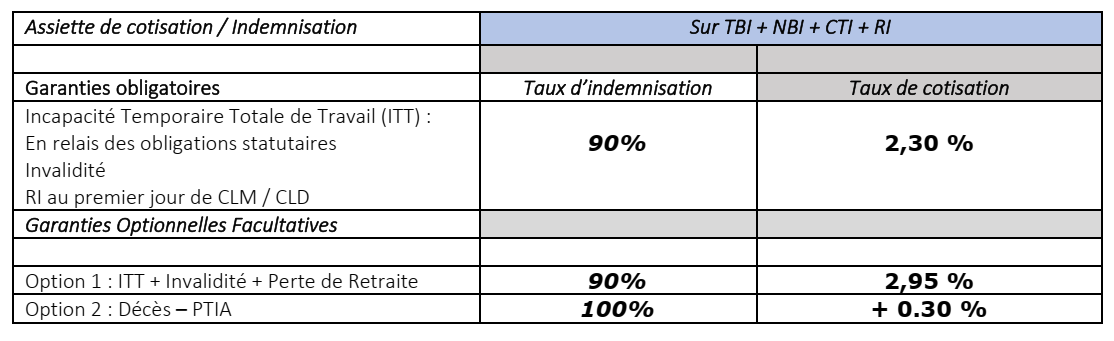 Assiette de cotisation / Indemnisation Sur TBI + NBI + CTI + RI
Garanties obligatoires Taux d’indemnisation Taux de cotisation
Incapacité Temporaire Totale de Travail (ITT) :
En relais des obligations statutaires 90% 2,30 %
Invalidité
RI au premier jour de CLM / CLD
Garanties Optionnelles Facultatives
Option 1 : ITT + Invalidité + Perte de Retraite 90% 2,95 %
Option 2 : Décès – PTIA 100% + 0.30 %